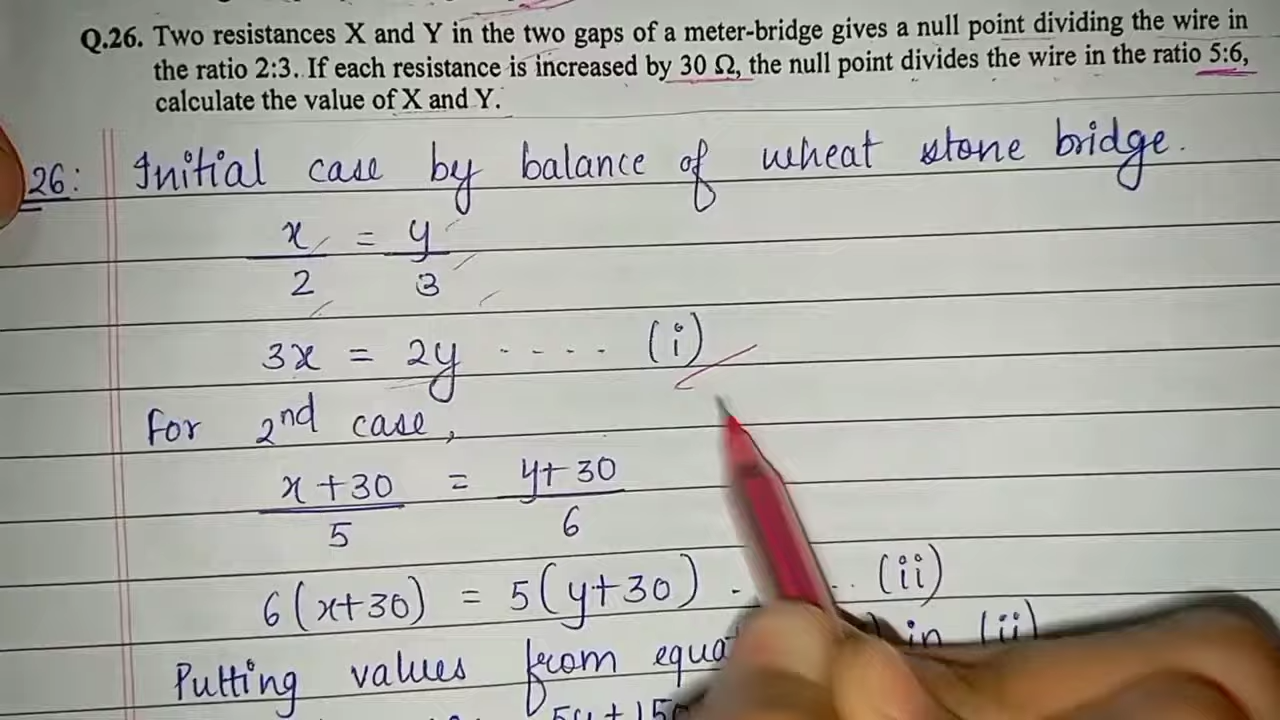 Q.26. Two resistances X and Y in the two gaps of a meter-bridge gives a null point dividing the wire in
the ratio 2:3. If each resistance is increased by 30 Ω, the null point divides the wire in the ratio 5:6,
calculate the value of X and Y.
26: Initial case by balance of wheat stone bridge.
x/2 = y/3
3x = 2y ---- (i)
For 2nd case,
x+30/5 = y+30/6
6(x+30) = 5(y+30) - .. (ii)
Putting values from in (ii)
5y+150